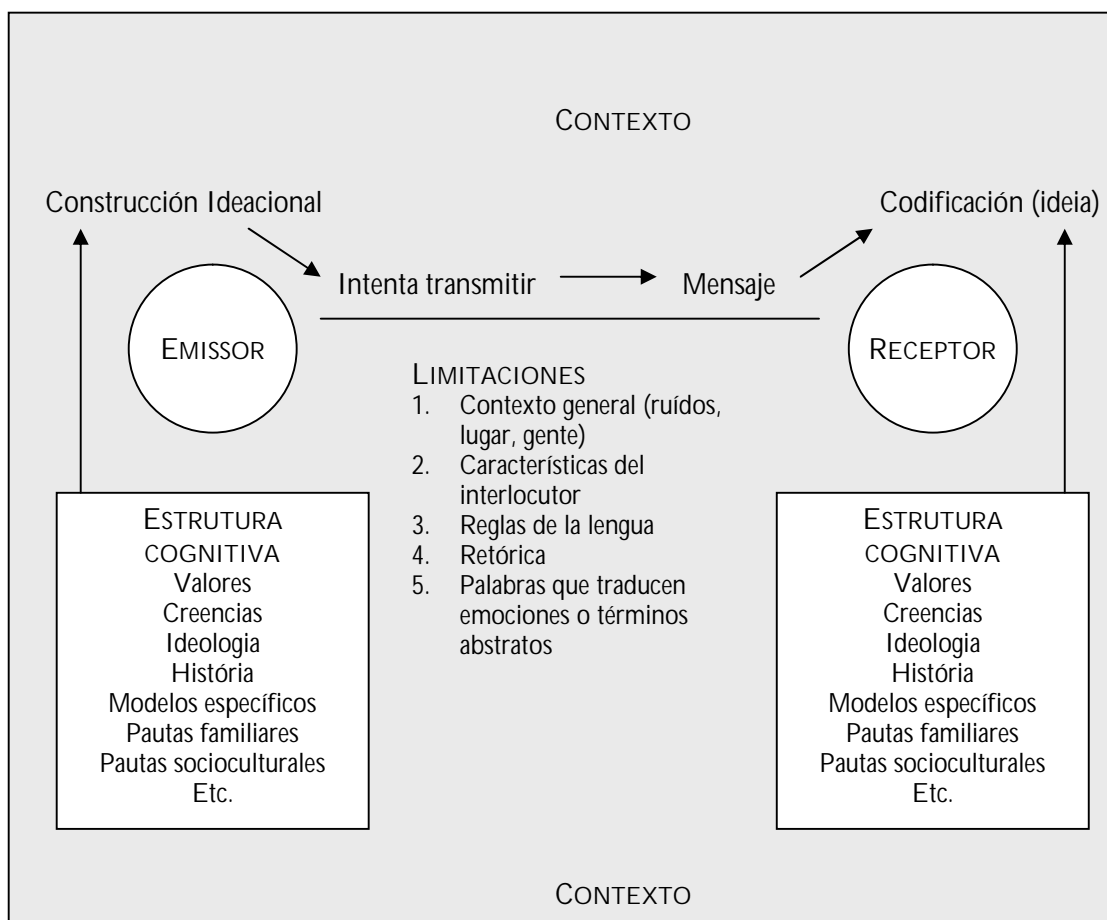 CONTEXTO
Construcción Ideacional
Codificación (ideia)
Intenta transmitir
Mensaje
EMISSOR
RECEPTOR
LIMITACIONES
1. Contexto general (ruídos,
lugar, gente)
2. Características del
interlocutor
3. Reglas de la lengua
4. Retórica
5. Palabras que traducen
emociones o términos
abstratos
ESTRUTURA
COGNITIVA
Valores
Creencias
Ideologia
História
Modelos específicos
Pautas familiares
Pautas socioculturales
Etc.
ESTRUTURA
COGNITIVA
Valores
Creencias
Ideologia
História
Modelos específicos
Pautas familiares
Pautas socioculturales
Etc.
CONTEXTO